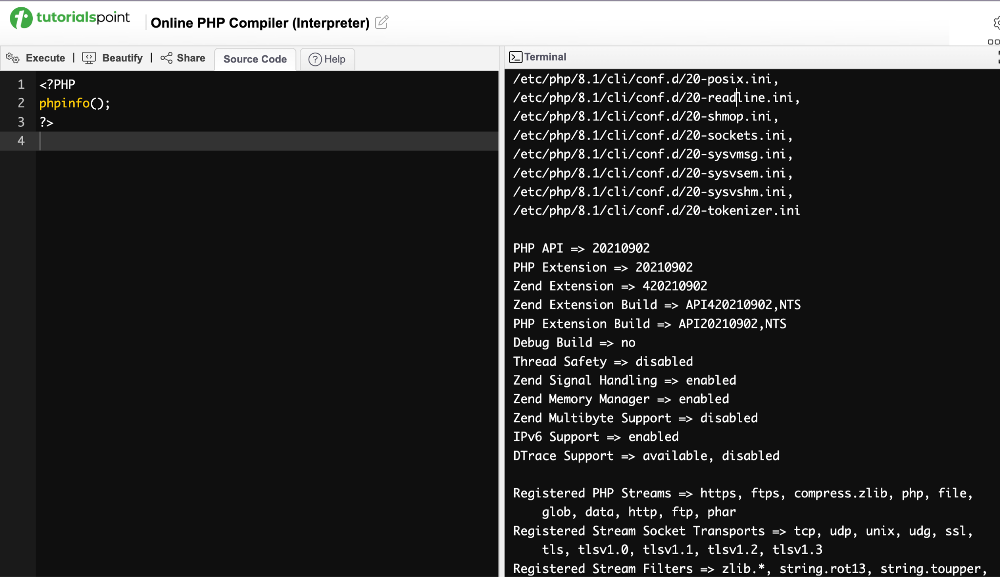 tutorialspoint
Online PHP Compiler (Interpreter)
Execute | Beautify | Share
Source Code
Help
1 <?PHP
2 phpinfo();
3 ?>
4
Terminal
/etc/php/8.1/cli/conf.d/20-posix.ini,
/etc/php/8.1/cli/conf.d/20-readline.ini,
/etc/php/8.1/cli/conf.d/20-shmop.ini,
/etc/php/8.1/cli/conf.d/20-sockets.ini,
/etc/php/8.1/cli/conf.d/20-sysvmsg.ini,
/etc/php/8.1/cli/conf.d/20-sysvsem.ini,
/etc/php/8.1/cli/conf.d/20-sysvshm.ini,
/etc/php/8.1/cli/conf.d/20-tokenizer.ini
PHP API => 20210902
PHP Extension => 20210902
Zend Extension => 420210902
Zend Extension Build => API420210902,NTS
PHP Extension Build => API20210902,NTS
Debug Build => no
Thread Safety => disabled
Zend Signal Handling => enabled
Zend Memory Manager => enabled
Zend Multibyte Support => disabled
IPv6 Support => enabled
DTrace Support => available, disabled
Registered PHP Streams => https, ftps, compress.zlib, php, file,
glob, data, http, ftp, phar
Registered Stream Socket Transports => tcp, udp, unix, udg, ssl,
tls, tlsv1.0, tlsv1.1, tlsv1.2, tlsv1.3
Registered Stream Filters => zlib.*, string.rot13, string.toupper,